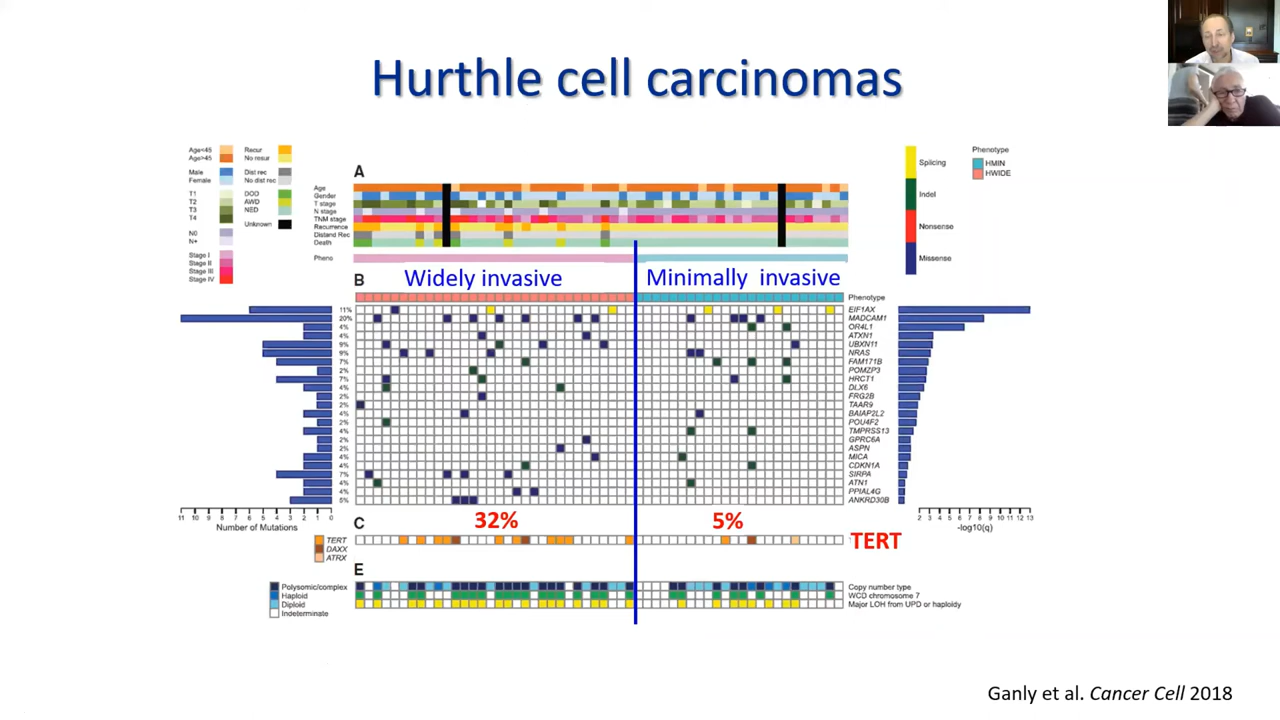 Hurthle cell carcinomas
Age<45
Age>45
Male
Female
T1
T2
T3
T4
N0
N+
Stage I
Stage II
Stage III
Stage IV
Recur
No resur
Dist rec
No dist rec
DOD
AWD
NED
Unknown
A
Age
Gender
T stage
N stage
TNM stage
Recurrence
Distand Rec
Death
Pheno
Splicing
Indel
Nonsense
Missense
Phenotype
HMIN
HWIDE
B
Widely invasive
Minimally invasive
Phenotype
11% EIF1AX
20% MADCAM1
4% OR4L1
4% ATXN1
9% UBXN11
9% NRAS
7% FAM171B
2% POMZP3
7% HRCT1
4% DLX6
2% FRG2B
2% TAAR9
4% BAIAP2L2
2% POU4F2
4% TMPRSS13
2% GPRC6A
2% ASPN
4% MICA
4% CDKN1A
7% SIRPA
4% ATN1
4% PPIAL4G
5% ANKRD30B
11 10 9 8 7 6 5 4 3 2 1 0
Number of Mutations
2 3 4 5 6 7 8 9 10 11 12 13
-log10(q)
C
32%
5%
TERT
DAXX
ATRX
TERT
E
Polysomic/complex
Haploid
Diploid
Indeterminate
Copy number type
WCD chromosome 7
Major LOH from UPD or haploidy
Ganly et al. Cancer Cell 2018